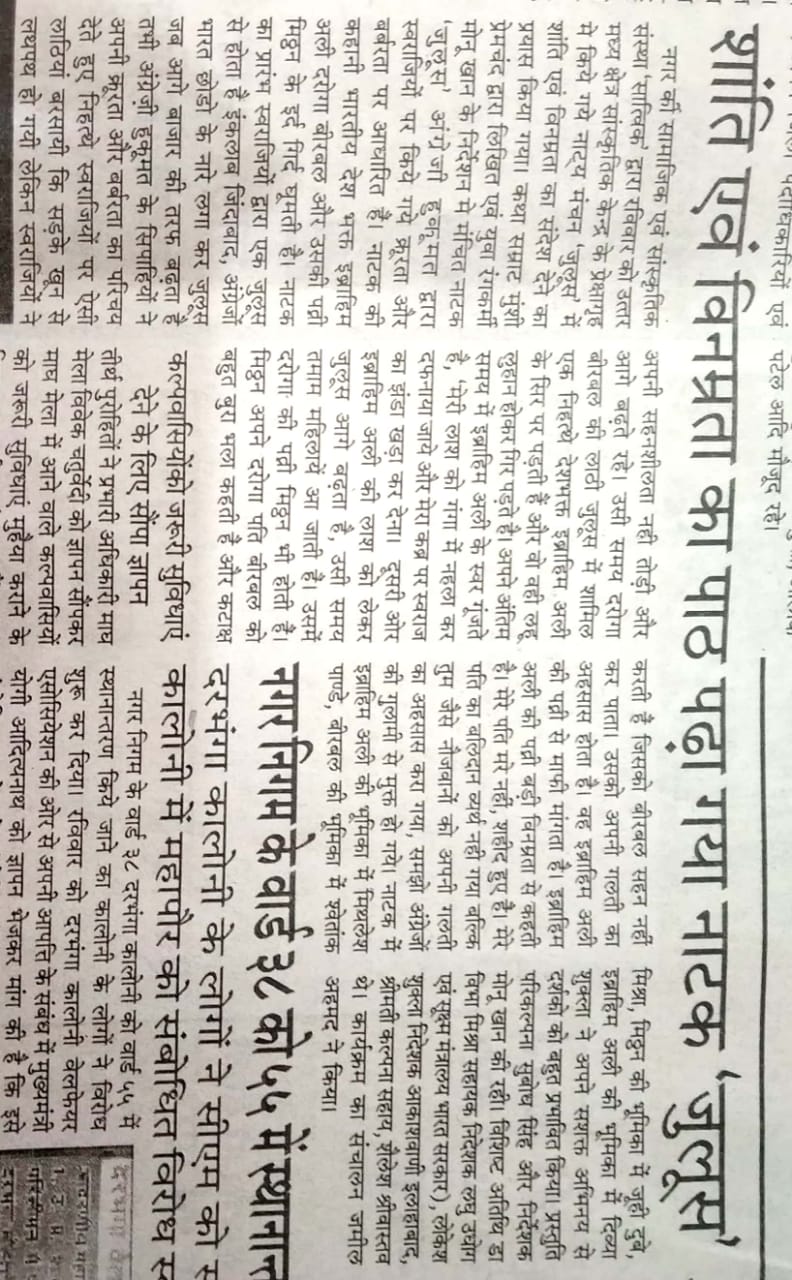 पदाधिकारियों एवं
पटेल आदि मौजूद रहे।
शांति एवं विनम्रता का पाठ पढ़ा गया नाटक ‘जुलूस’
नगर की सामाजिक एवं सांस्कृतिक
संस्था ‘सात्विक’ द्वारा रविवार को उत्तर
मध्य क्षेत्र सांस्कृतिक केन्द्र के प्रेक्षागृह
मे किये गये नाट्य मंचन ‘जुलूस’ में
शांति एवं विनम्रता का संदेश देने का
प्रयास किया गया। कथा सम्राट मुंशी
प्रेमचंद द्वारा लिखित एवं युवा रंगकर्मी
मोनू खान के निर्देशन मे मंचित नाटक
‘जुलूस’ अंग्रेजी हुकूमत द्वारा
स्वराजियों पर किये गये क्रूरता और
बर्बरता पर आधारित है। नाटक की
कहानी भारतीय देश भक्त इब्राहिम
अली दरोगा बीरबल और उसकी पत्नी
मिठ्ठन के इर्द गिर्द घूमती है। नाटक
का प्रारंभ स्वराजियों द्वारा एक जुलूस
से होता है इंकलाब जिंदाबाद, अंग्रेजों
भारत छोडो के नारे लगा कर जुलूस
जब आगे बाजार की तरफ बढ़ता है
तभी अंग्रेज़ी हुकूमत के सिपाहियों ने
अपनी क्रूरता और बर्बरता का परिचय
देते हुए निहत्थे स्वराजियों पर ऐसी
लाठियां बरसायी कि सड़के खून से
लथपथ हो गयी लेकिन स्वराजियों ने
अपनी सहनशीलता नही तोड़ी और
आगे बढ़ते रहे। उसी समय दरोगा
बीरबल की लाठी जुलूस में शामिल
एक निहत्थे देशभक्त इब्राहिम अली
के सिर पर पड़ती हैं और वो वही लहू
लुहान होकर गिर पड़ते है। अपने अंतिम
समय में इब्राहिम अली के स्वर गूंजते
है, ‘मेरी लाश को गंगा में नहला कर
दफनाया जाये और मेरा कब्र पर स्वराज
का झंडा खड़ा कर देना। दूसरी ओर
इब्राहिम अली की लाश को लेकर
जुलूस आगे बढ़ता है, उसी समय
तमाम महिलायें आ जाती है। उसमें
दरोगा की पत्नी मिठ्ठन भी होती है।
मिठ्ठन अपने दरोगा पति बीरबल को
बहुत बुरा भला कहती है और कटाक्ष
करती है जिसको बीरबल सहन नहीं
कर पाता। उसको अपनी गलती का
अहसास होता है। वह इब्राहिम अली
की पत्नी से माफी मांगता है। इब्राहिम
अली की पत्नी बड़ी विनम्रता से कहती
है। मेरे पति मरे नहीं, शहीद हुए है। मेरे
पति का बलिदान व्यर्थ नही गया बल्कि
तुम जैसे नौजवानों को अपनी गलती
का अहसास करा गया, समझो अंग्रेजों
की गुलामी से मुक्त हो गये। नाटक में
इब्राहिम अली की भूमिका में मिथलेश
पाण्डे, बीरबल की भूमिका में श्वेतांक
मिश्रा, मिठ्ठन की भूमिका में जूही दुबे,
इब्राहिम अली की भूमिका में दिव्या
शुक्ला ने अपने सशक्त अभिनय से
दर्शको को बहुत प्रभावित किया। प्रस्तुति
परिकल्पना सुबोध सिंह और निर्देशक
मोनू खान की रही। विशिष्ट अतिथि डा
विभा मिश्रा सहायक निदेशक लघु उघोग
एवं सूक्ष्म मंत्रालय भारत सरकार), लोकेश
शुक्ला निदेशक आकाशवाणी इलाहाबाद,
श्रीमती कल्पना सहाय, शैलेश श्रीवास्तव
थे। कार्यक्रम का संचालन जमील
अहमद ने किया।
कल्पवासियोंको जरूरी सुविधाएं
देने के लिए सौंपा ज्ञापन
तीर्थ पुरोहितों ने प्रभारी अधिकारी माघ
मेला विवेक चतुर्वेदी को ज्ञापन सौंपकर
माघ मेला में आने वाले कल्पवासियों
को जरूरी सुविधाएं मुहैया कराने के
नगर निगम के वार्ड ३८ को ५५ में स्थानान्त
दरभंगा कालोनी के लोगों ने सीएम को
कालोनी में महापौर को संबोधित विरोध
नगर निगम के वार्ड ३८ दरभंगा कालोनी को वार्ड ५५ में
स्थानान्तरण किये जाने का कालोनी के लोगों ने विरोध
शुरू कर दिया। रविवार को दरभंगा कालोनी वेलफेयर
एसोसियेशन की ओर से अपनी आपत्ति के संबंध में मुख्यमंत्री
योगी आदित्यनाथ को ज्ञापन भेजकर मांग की है कि इसे
दरभंगा